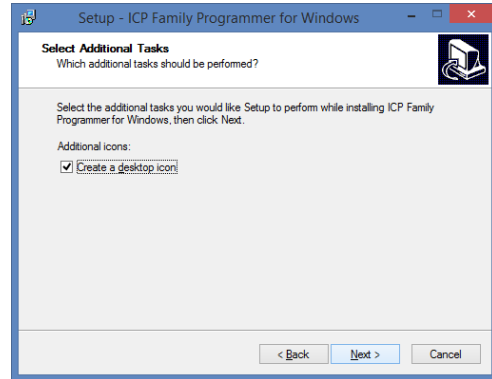 Setup - ICP Family Programmer for Windows
Select Additional Tasks
Which additional tasks should be performed?
Select the additional tasks you would like Setup to perform while installing ICP Family
Programmer for Windows, then click Next.
Additional icons:
Create a desktop icon
< Back Next > Cancel